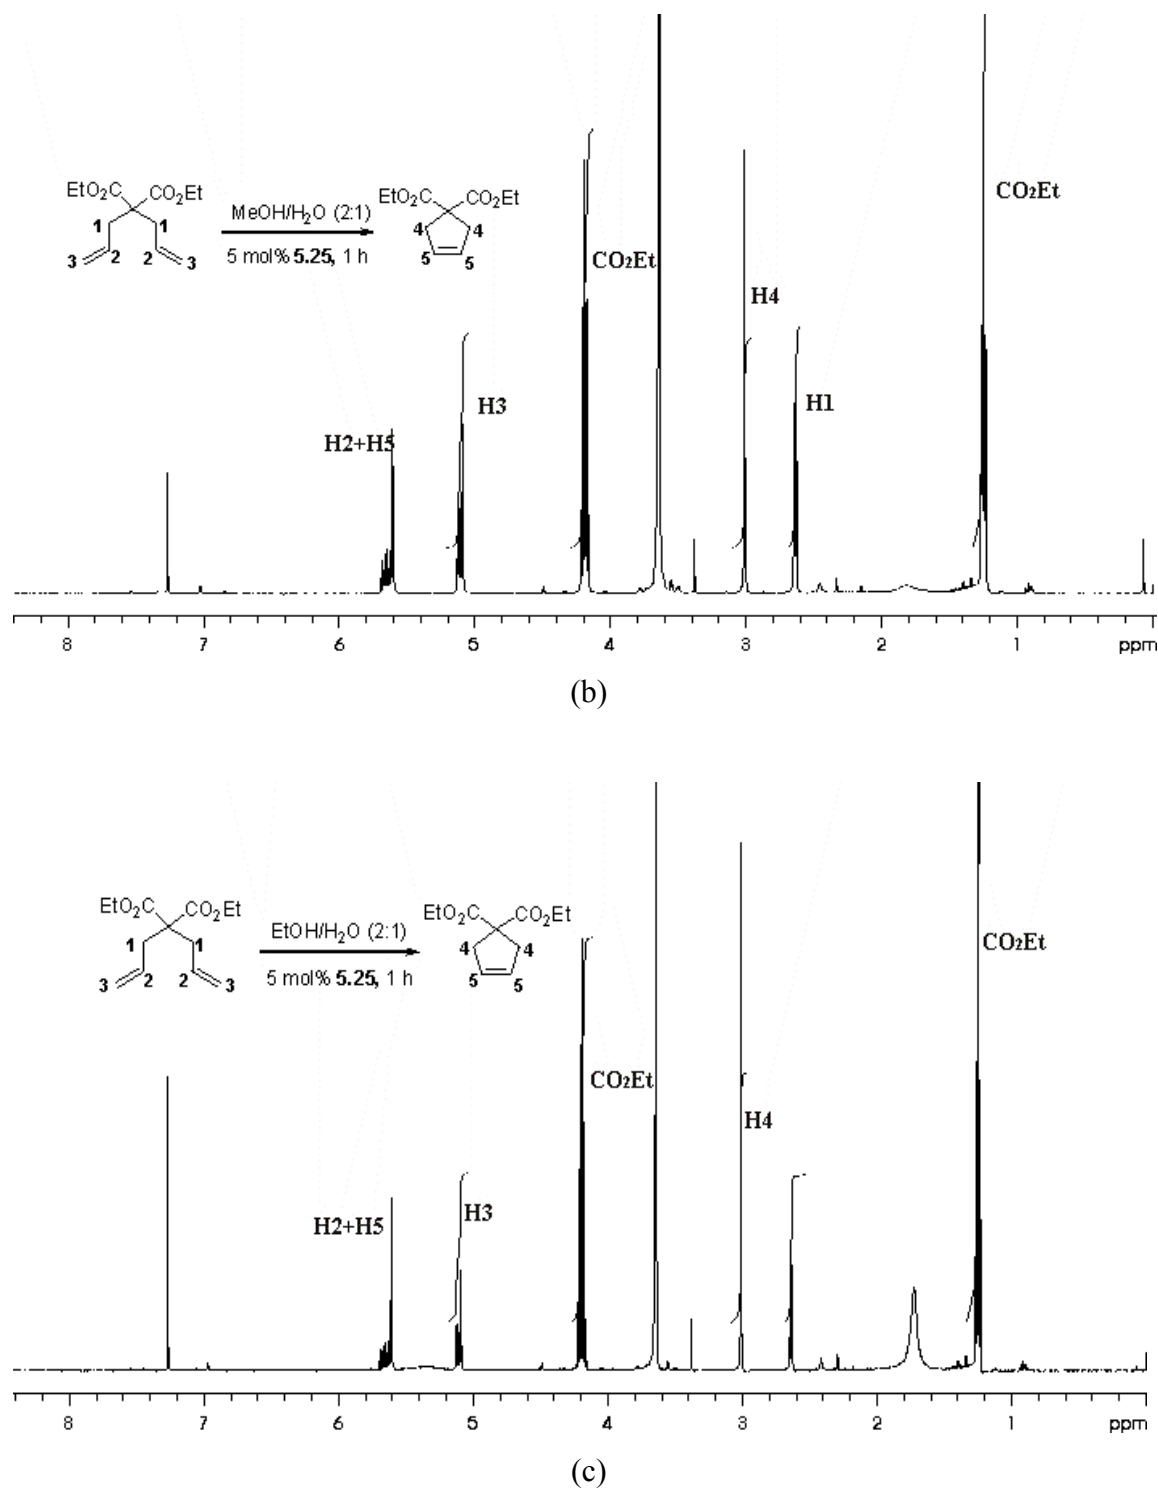 EtO₂C CO₂Et
1 1
3 2 2 3
MeOH/H₂O (2:1)
5 mol% 5.25, 1 h
EtO₂C CO₂Et
4 4
5 5
CO₂Et
CO₂Et
H4
H1
H3
H2+H5
8 7 6 5 4 3 2 1 ppm
(b)
EtO₂C CO₂Et
1 1
3 2 2 3
EtOH/H₂O (2:1)
5 mol% 5.25, 1 h
EtO₂C CO₂Et
4 4
5 5
CO₂Et
CO₂Et
H4
H3
H2+H5
8 7 6 5 4 3 2 1 ppm
(c)